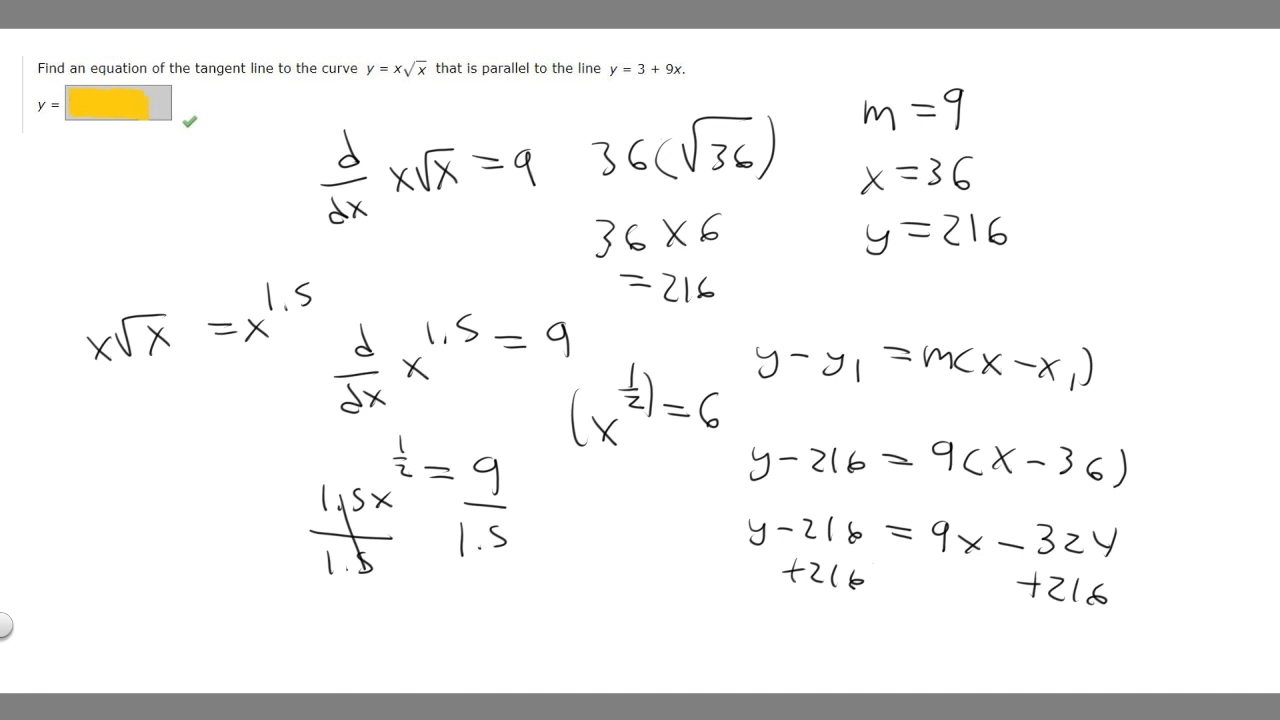 Find an equation of the tangent line to the curve y = x√x that is parallel to the line y = 3 + 9x.
y =
d/dx x√x = 9
36(√36)
36 × 6
= 216
m = 9
x = 36
y = 216
x√x = x^1.5
d/dx x^1.5 = 9
1.5x^1/2 = 9
1.5 1.5
(x^1/2) = 6
y - y₁ = m(x - x₁)
y - 216 = 9(x - 36)
y - 216 = 9x - 324
+216 +216